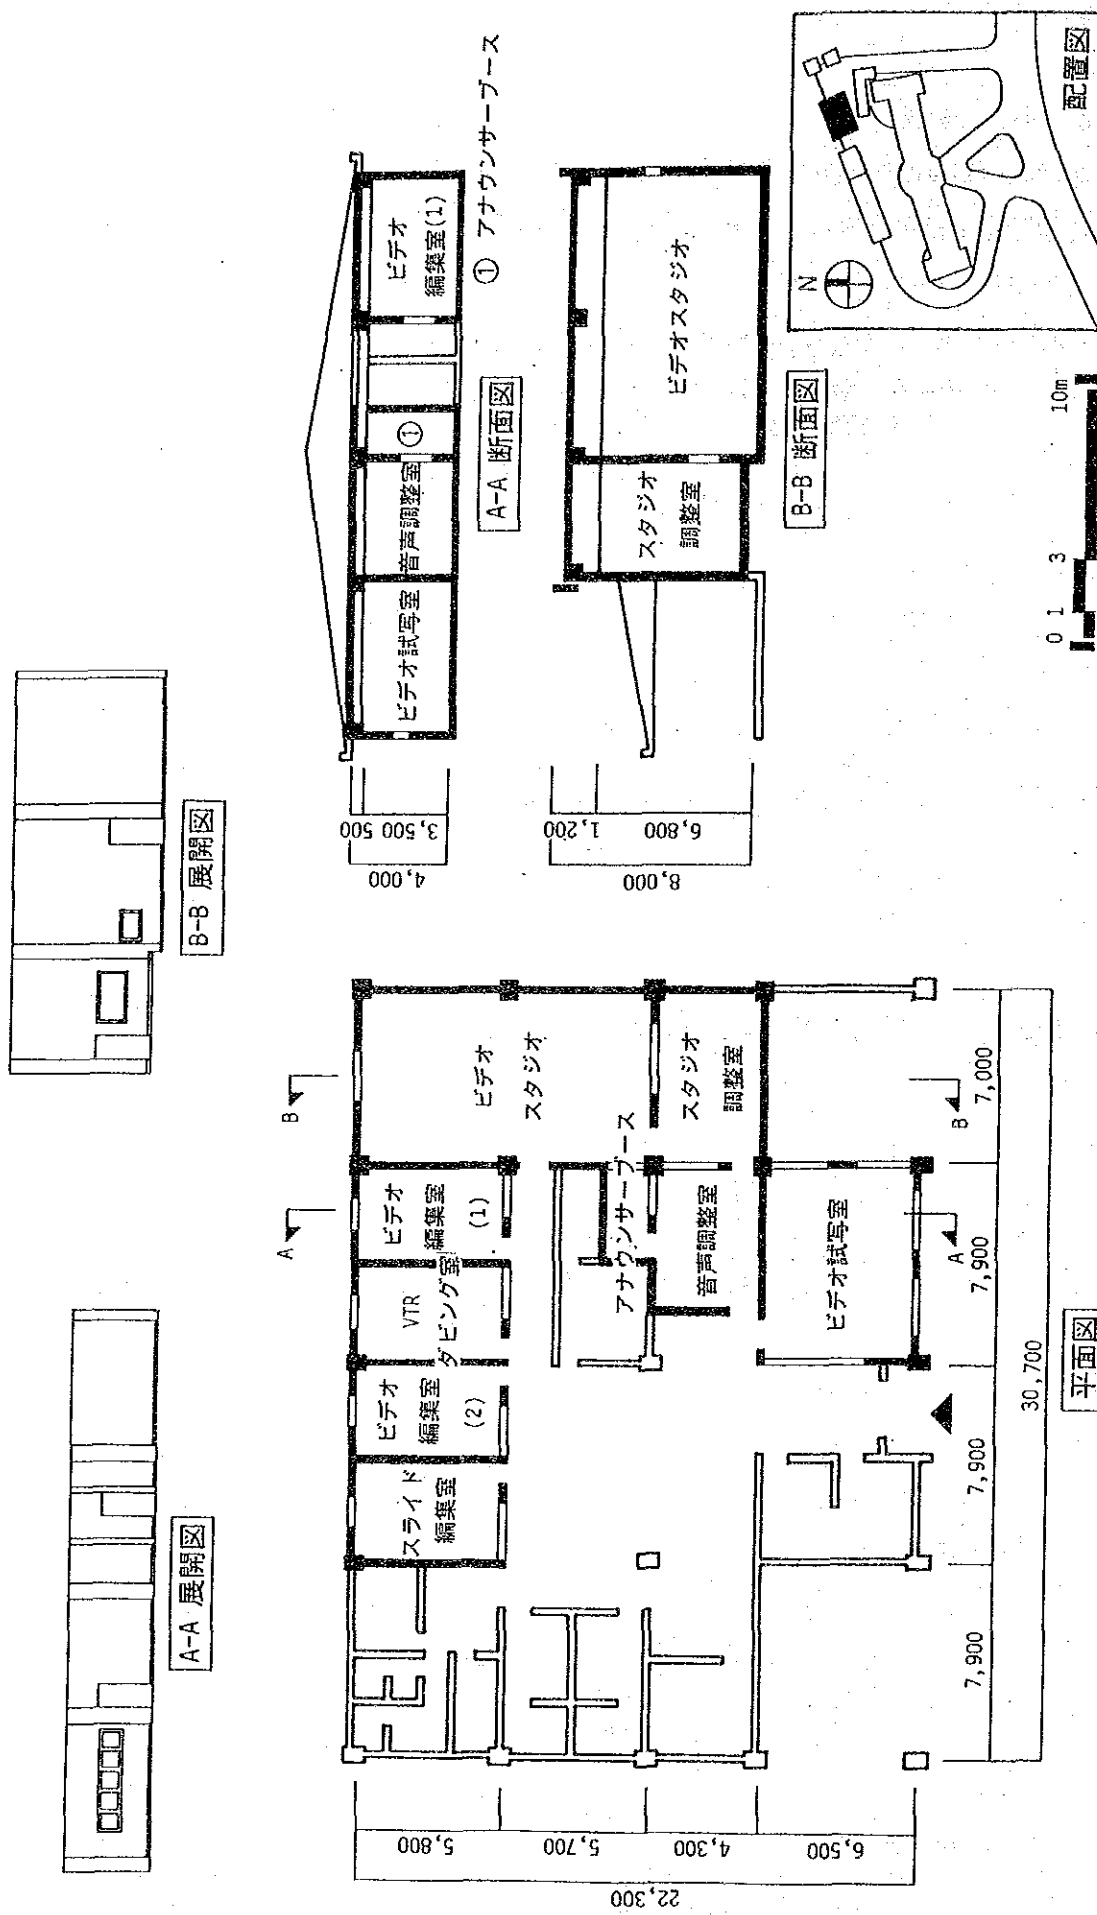 A-A 展開図
B-B 展開図
4,000
3,500
500
8,000
6,800
1,200
ビデオ試写室
音声調整室
①
ビデオ
編集室(1)
A-A 断面図
① アナウンサーブース
スタジオ
調整室
ビデオスタジオ
B-B 断面図
22,300
5,800
5,700
4,300
6,500
スライド
編集室
ビデオ
編集室
(2)
VTR
ダビング室
ビデオ
編集室
(1)
ビデオ
スタジオ
アナウンサーブース
音声調整室
スタジオ
調整室
ビデオ試写室
A
B
A
B
7,900
7,900
7,900
7,000
30,700
平面図
0 1 3 10m
N
配置図